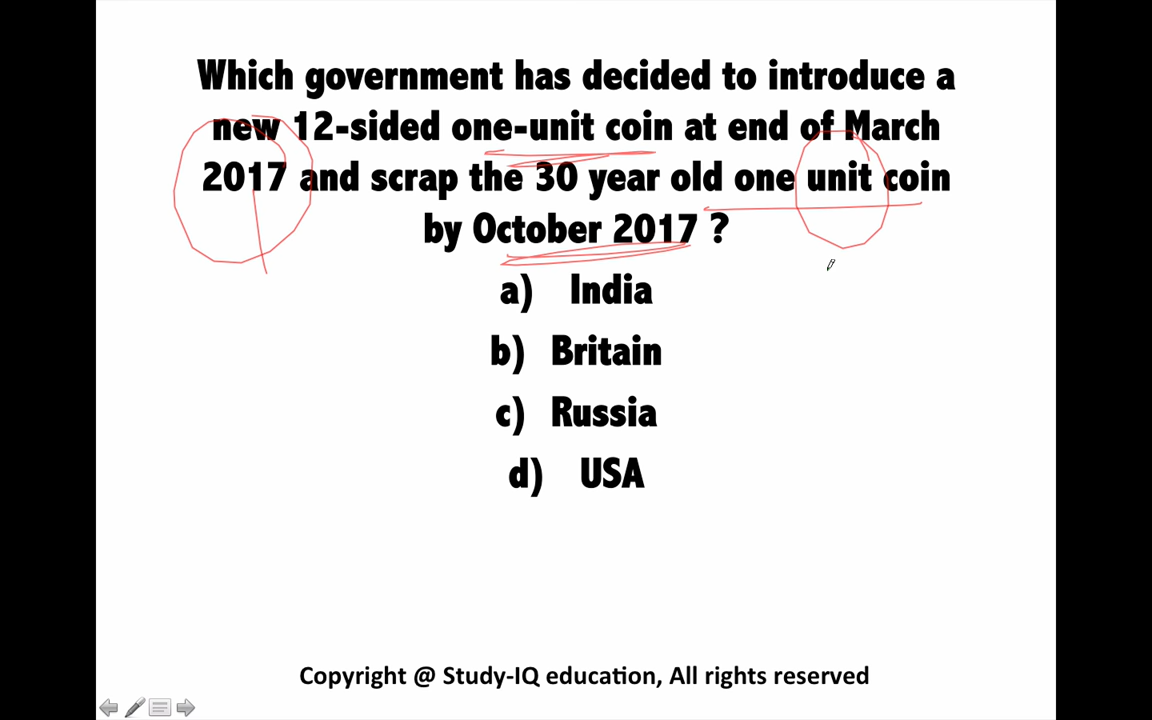 Which government has decided to introduce a
new 12-sided one-unit coin at end of March
2017 and scrap the 30 year old one unit coin
by October 2017 ?
a) India
b) Britain
c) Russia
d) USA
Copyright @ Study-IQ education, All rights reserved